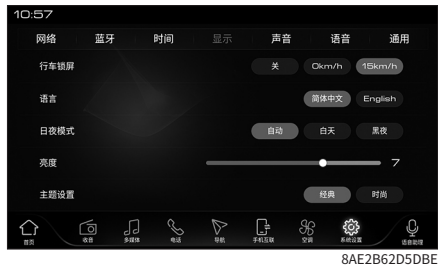 10:57
网络 蓝牙 时间 显示 声音 语音 通用
行车锁屏 关 0km/h 15km/h
语言 简体中文 English
日夜模式 自动 白天 黑夜
亮度 7
主题设置 经典 时尚
首页 收音 多媒体 电话 导航 手机互联 空调 系统设置 语音助理
8AE2B62D5DBE